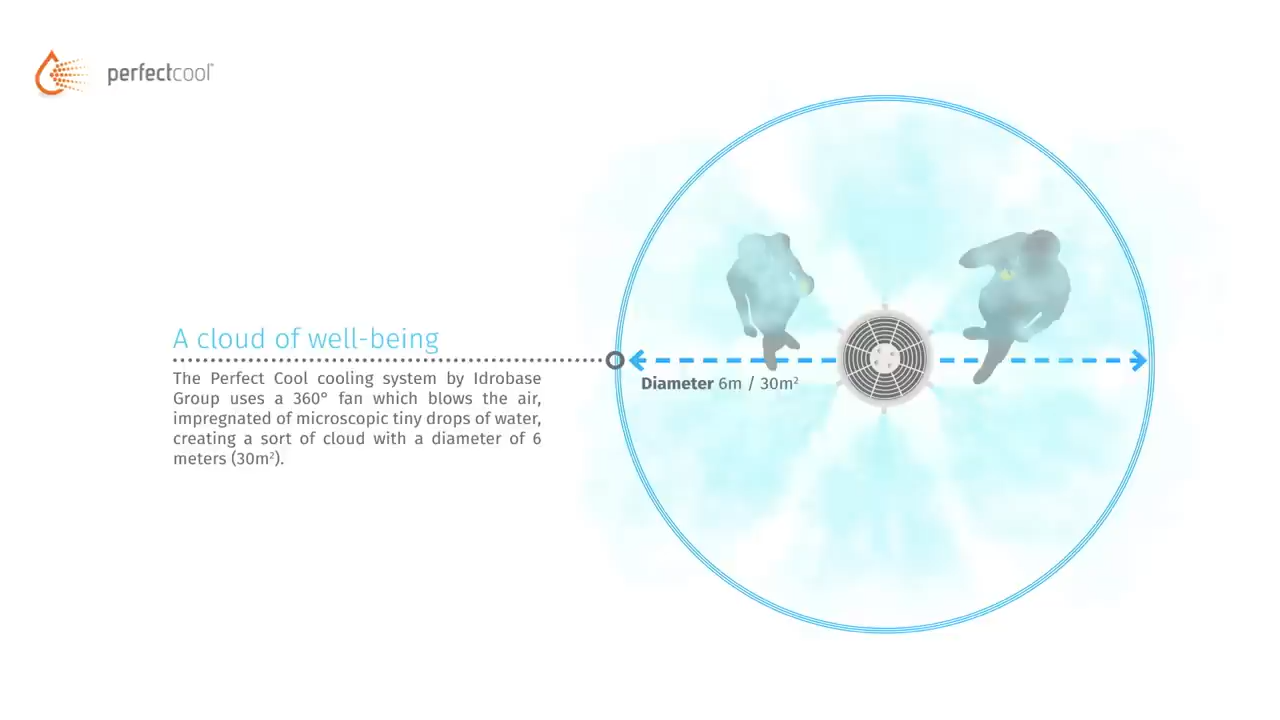 perfectcool®
A cloud of well-being
The Perfect Cool cooling system by Idrobase
Group uses a 360° fan which blows the air,
impregnated of microscopic tiny drops of water,
creating a sort of cloud with a diameter of 6
meters (30m²).
Diameter 6m / 30m²